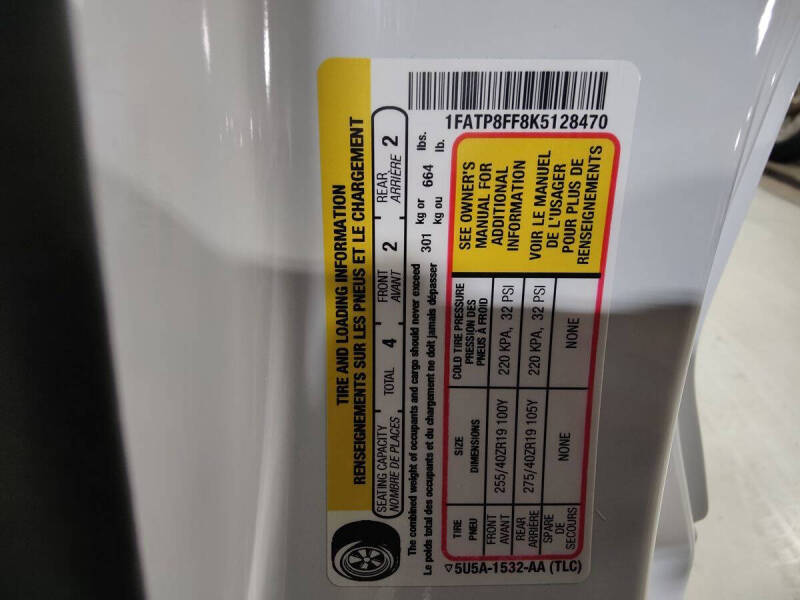 TIRE AND LOADING INFORMATION
RENSEIGNEMENTS SUR LES PNEUS ET LE CHARGEMENT
SEATING CAPACITY
NOMBRE DE PLACES
TOTAL 4
FRONT
AVANT
2
REAR
ARRIÈRE
2
The combined weight of occupants and cargo should never exceed 301 kg or 664 lbs.
Le poids total des occupants et du chargement ne doit jamais dépasser 301 kg ou 664 lb.
TIRE
PNEU
SIZE
DIMENSIONS
COLD TIRE PRESSURE
PRESSION DES
PNEUS À FROID
FRONT
AVANT
255/40ZR19 100Y
220 KPA, 32 PSI
REAR
ARRIÈRE
275/40ZR19 105Y
220 KPA, 32 PSI
SPARE
DE SECOURS
NONE
NONE
SEE OWNER'S
MANUAL FOR
ADDITIONAL
INFORMATION
VOIR LE MANUEL
DE L'USAGER
POUR PLUS DE
RENSEIGNEMENTS
▽5U5A-1532-AA (TLC)
1FATP8FF8K5128470